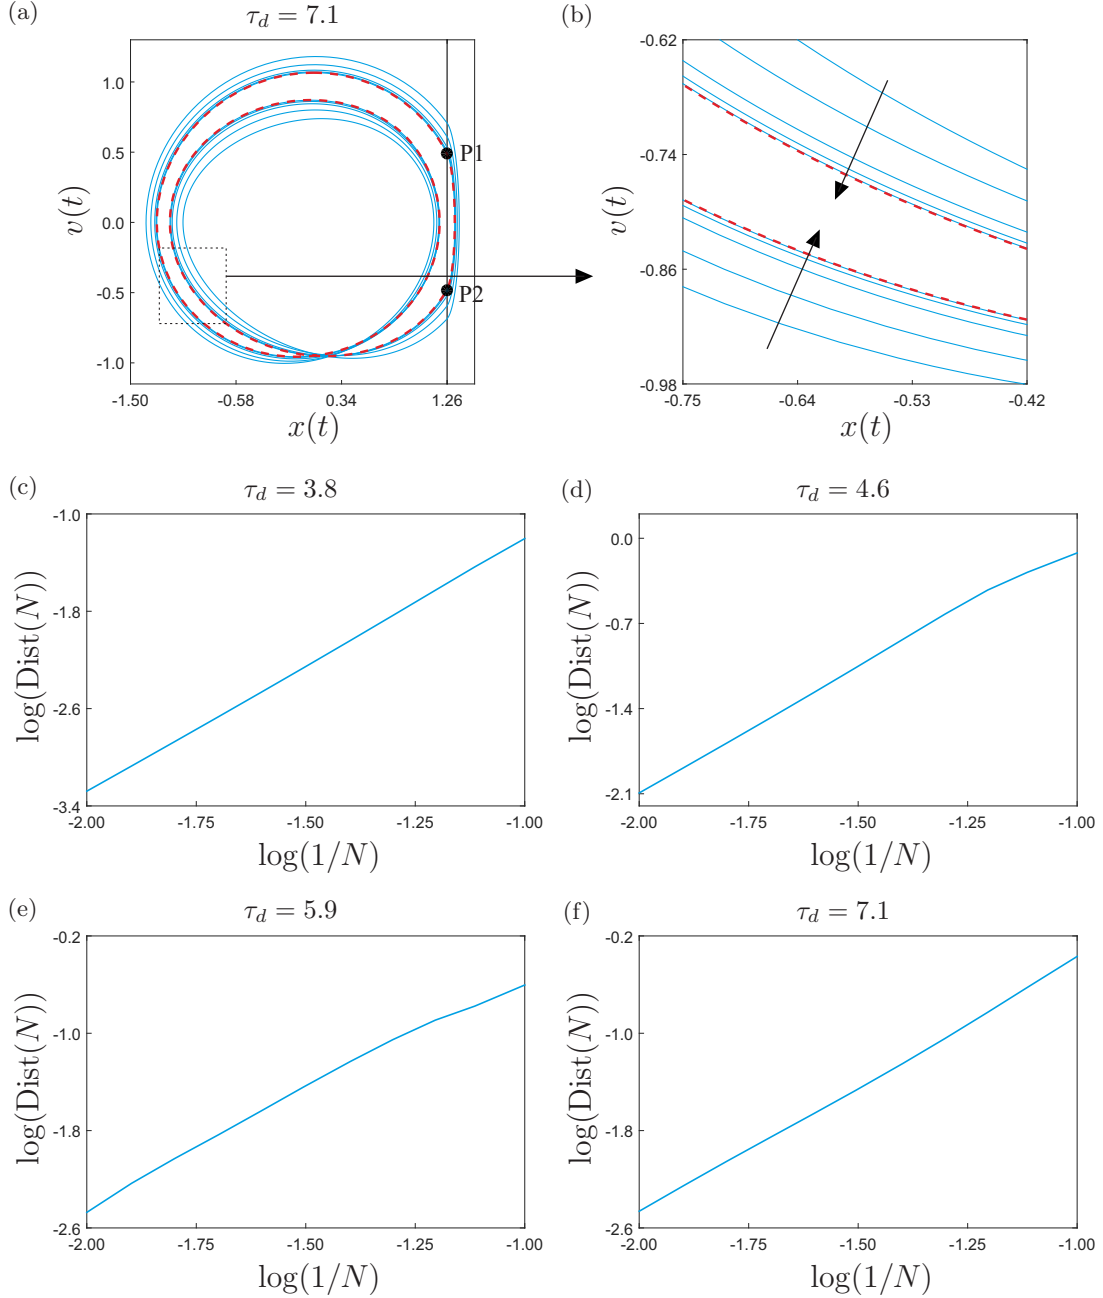 (a)
τ_d = 7.1
1.0
0.5
0.0
-0.5
-1.0
v(t)
P1
P2
-1.50
-0.58
0.34
1.26
x(t)
(b)
-0.62
-0.74
-0.86
-0.98
v(t)
-0.75
-0.64
-0.53
-0.42
x(t)
(c)
τ_d = 3.8
-1.0
-1.8
-2.6
-3.4
log(Dist(N))
-2.00
-1.75
-1.50
-1.25
-1.00
log(1/N)
(d)
τ_d = 4.6
0.0
-0.7
-1.4
-2.1
log(Dist(N))
-2.00
-1.75
-1.50
-1.25
-1.00
log(1/N)
(e)
τ_d = 5.9
-0.2
-1.0
-1.8
-2.6
log(Dist(N))
-2.00
-1.75
-1.50
-1.25
-1.00
log(1/N)
(f)
τ_d = 7.1
-0.2
-1.0
-1.8
-2.6
log(Dist(N))
-2.00
-1.75
-1.50
-1.25
-1.00
log(1/N)